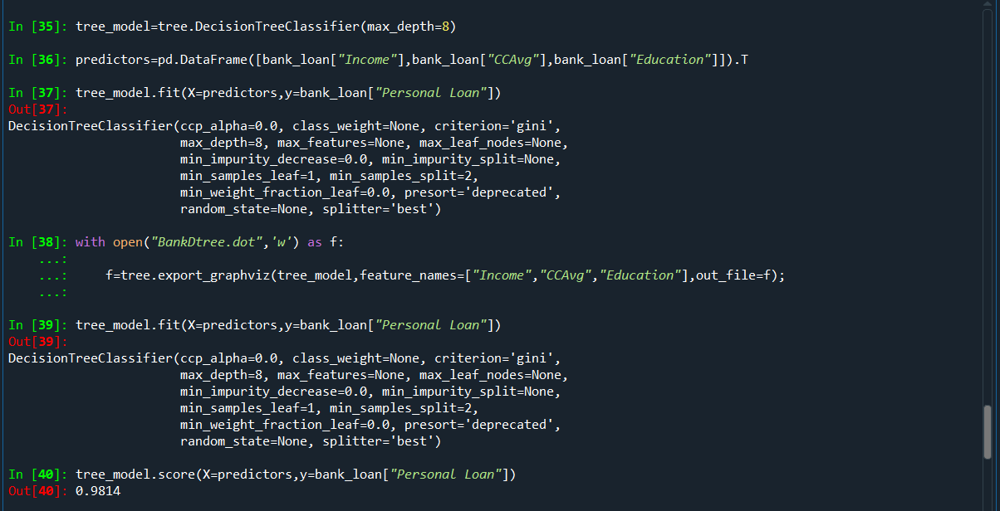 In [35]: tree_model=tree.DecisionTreeClassifier(max_depth=8)
In [36]: predictors=pd.DataFrame([bank_loan["Income"],bank_loan["CCAvg"],bank_loan["Education"]]).T
In [37]: tree_model.fit(X=predictors,y=bank_loan["Personal Loan"])
Out[37]:
DecisionTreeClassifier(ccp_alpha=0.0, class_weight=None, criterion='gini',
max_depth=8, max_features=None, max_leaf_nodes=None,
min_impurity_decrease=0.0, min_impurity_split=None,
min_samples_leaf=1, min_samples_split=2,
min_weight_fraction_leaf=0.0, presort='deprecated',
random_state=None, splitter='best')
In [38]: with open("BankDtree.dot",'w') as f:
...:
...: f=tree.export_graphviz(tree_model,feature_names=["Income","CCAvg","Education"],out_file=f);
...:
In [39]: tree_model.fit(X=predictors,y=bank_loan["Personal Loan"])
Out[39]:
DecisionTreeClassifier(ccp_alpha=0.0, class_weight=None, criterion='gini',
max_depth=8, max_features=None, max_leaf_nodes=None,
min_impurity_decrease=0.0, min_impurity_split=None,
min_samples_leaf=1, min_samples_split=2,
min_weight_fraction_leaf=0.0, presort='deprecated',
random_state=None, splitter='best')
In [40]: tree_model.score(X=predictors,y=bank_loan["Personal Loan"])
Out[40]: 0.9814